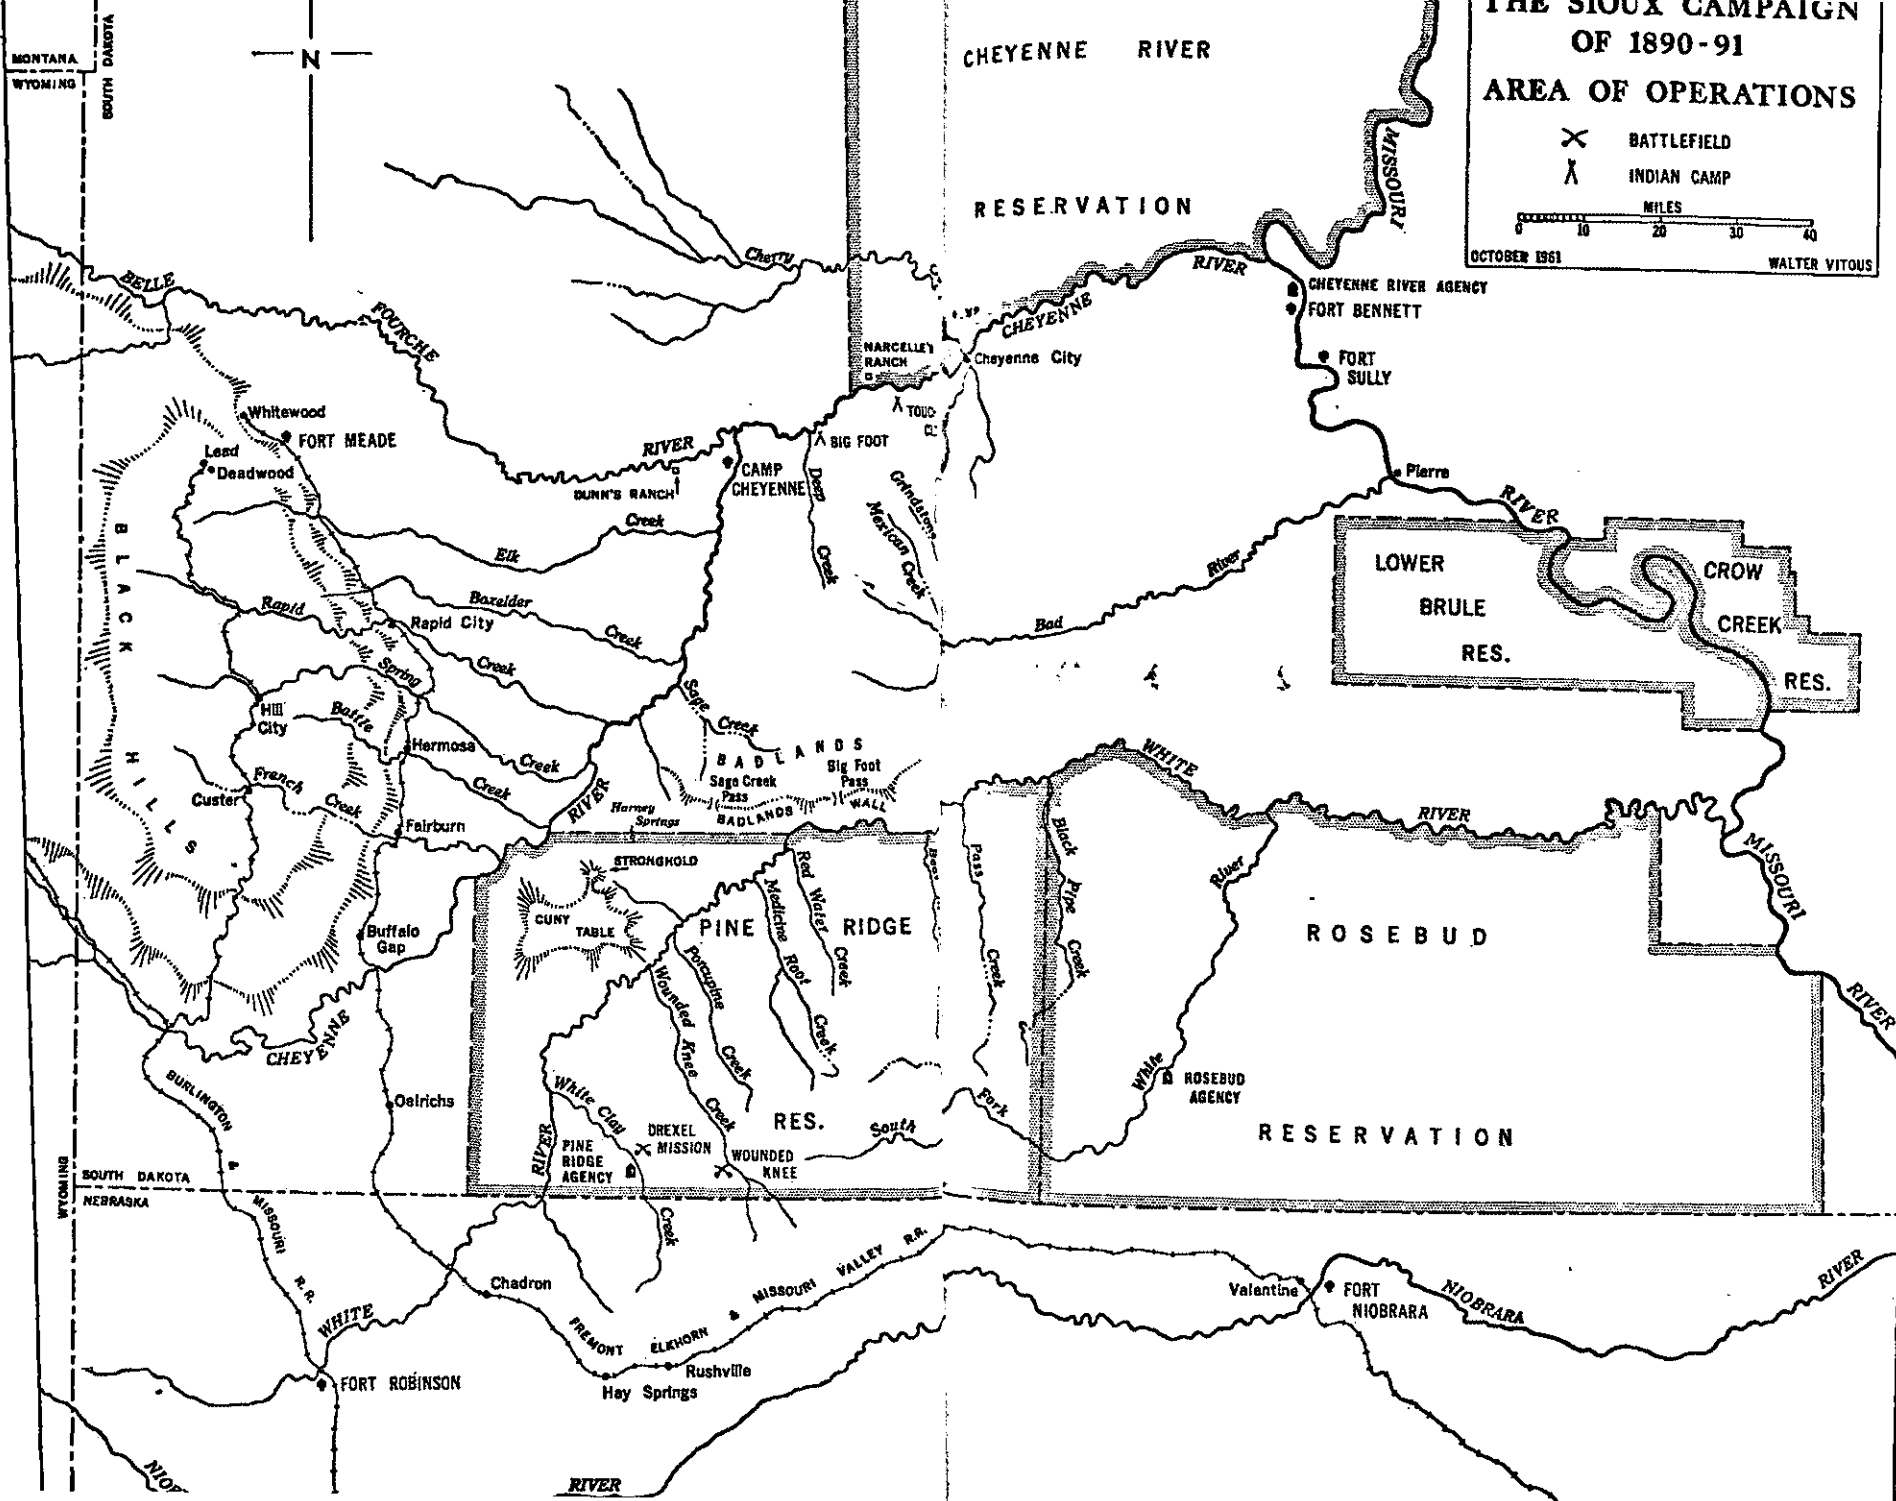 THE SIOUX CAMPAIGN
OF 1890-91
AREA OF OPERATIONS
BATTLEFIELD
INDIAN CAMP
MILES
0 10 20 30 40
OCTOBER 1961
WALTER VITOUS
MONTANA
WYOMING
SOUTH DAKOTA
N
CHEYENNE RIVER
RESERVATION
MISSOURI
Cherry
BELLE
FOURCHE
RIVER
CHEYENNE
RIVER
CHEYENNE RIVER AGENCY
FORT BENNETT
NARCELLE'S
RANCH
Cheyenne City
FORT
SULLY
Whitewood
FORT MEADE
TOUC
BIG FOOT
Lead
Deadwood
CAMP
CHEYENNE
DUNN'S RANCH
Deep
Creek
Grindstone
Mexican Creek
Pierre
RIVER
Elk
Creek
River
Bad
LOWER
BRULE
RES.
CROW
CREEK
RES.
BLACK
HILLS
Rapid
Rapid City
Creek
Boxelder
Creek
Spring
Creek
Hill
City
Battle
Hermosa
Creek
Sage
Creek
BADLANDS
Sage Creek
Pass
Big Foot
Pass
BADLANDS
WALL
WHITE
RIVER
Custer
French
Creek
Fairburn
RIVER
Harney
Springs
STRONGHOLD
CUNY
TABLE
PINE RIDGE
RES.
Red Water
Creek
Medicine Root
Creek
Porcupine
Creek
Wounded Knee
Creek
Pass
Creek
Black Pipe
Creek
River
White
ROSEBUD
RESERVATION
MISSOURI
RIVER
Buffalo
Gap
CHEYENNE
BURLINGTON & MISSOURI R.R.
Oelrichs
White Clay
Creek
DREXEL
MISSION
PINE
RIDGE
AGENCY
RIVER
WOUNDED
KNEE
South
Fork
ROSEBUD
AGENCY
WYOMING
SOUTH DAKOTA
NEBRASKA
Chadron
WHITE
FREMONT ELKHORN & MISSOURI VALLEY R.R.
Valentine
FORT
NIOBRARA
NIOBRARA
RIVER
FORT ROBINSON
Rushville
Hay Springs
RIVER